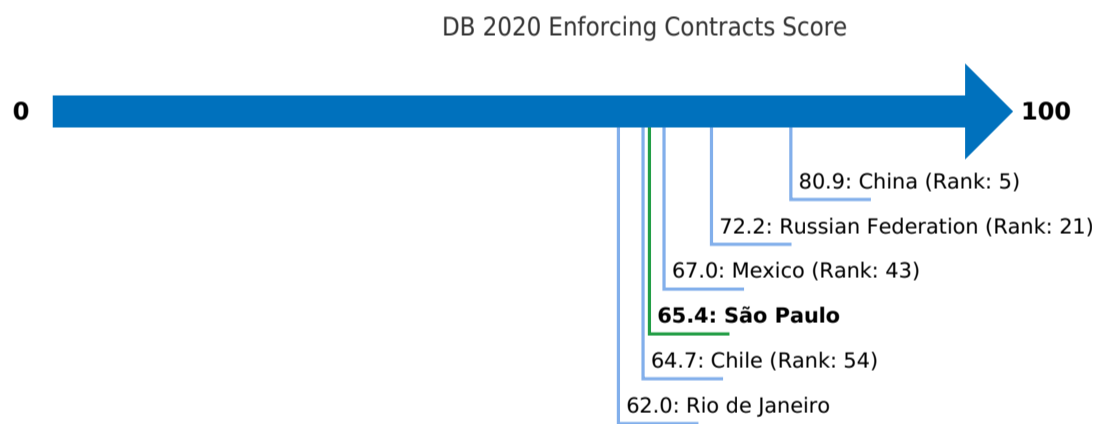 DB 2020 Enforcing Contracts Score
0
100
80.9: China (Rank: 5)
72.2: Russian Federation (Rank: 21)
67.0: Mexico (Rank: 43)
65.4: São Paulo
64.7: Chile (Rank: 54)
62.0: Rio de Janeiro